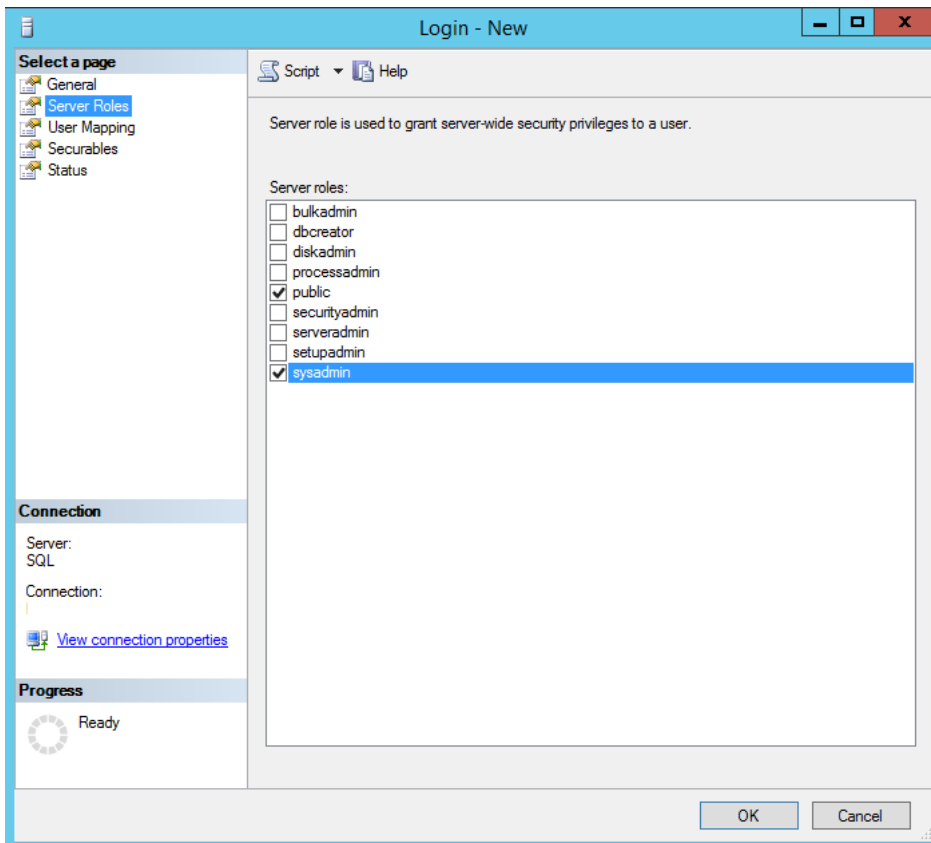 Login - New
x
Select a page
General
Server Roles
User Mapping
Securables
Status
Script
Help
Server role is used to grant server-wide security privileges to a user.
Server roles:
bulkadmin
dbcreator
diskadmin
processadmin
public
securityadmin
serveradmin
setupadmin
sysadmin
Connection
Server:
SQL
Connection:
View connection properties
Progress
Ready
OK
Cancel